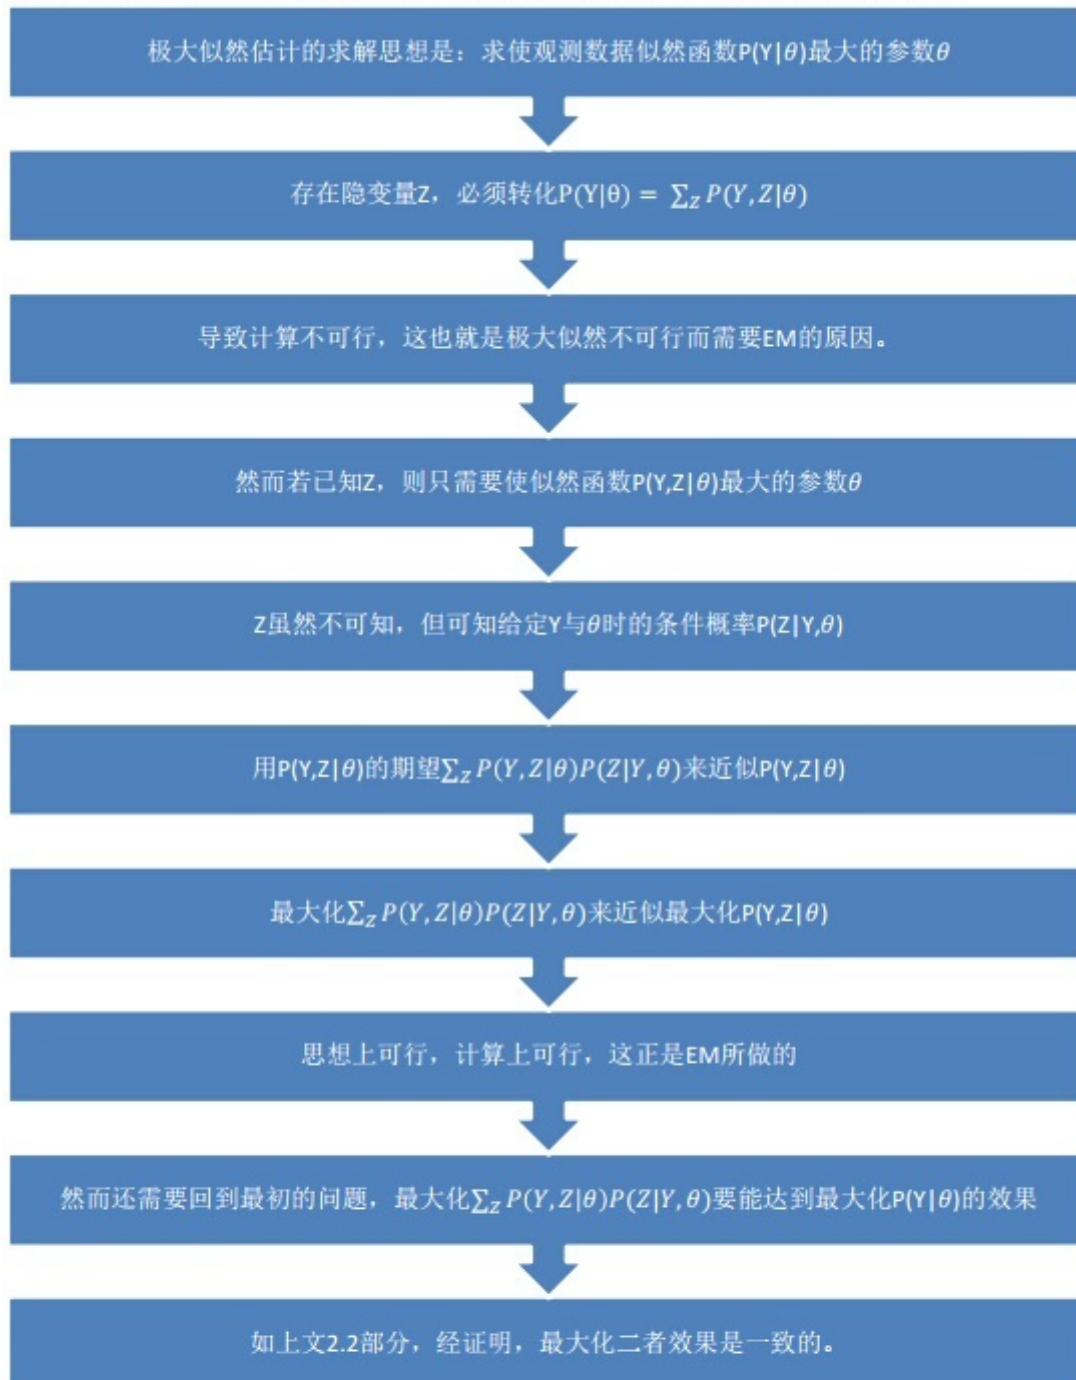 极大似然估计的求解思想是：求使观测数据似然函数P(Y|θ)最大的参数θ
存在隐变量Z，必须转化P(Y|θ) = ∑_Z P(Y,Z|θ)
导致计算不可行，这也就是极大似然不可行而需要EM的原因。
然而若已知Z，则只需要使似然函数P(Y,Z|θ)最大的参数θ
Z虽然不可知，但可知给定Y与θ时的条件概率P(Z|Y,θ)
用P(Y,Z|θ)的期望∑_Z P(Y,Z|θ)P(Z|Y,θ)来近似P(Y,Z|θ)
最大化∑_Z P(Y,Z|θ)P(Z|Y,θ)来近似最大化P(Y,Z|θ)
思想上可行，计算上可行，这正是EM所做的
然而还需要回到最初的问题，最大化∑_Z P(Y,Z|θ)P(Z|Y,θ)要能达到最大化P(Y|θ)的效果
如上文2.2部分，经证明，最大化二者效果是一致的。